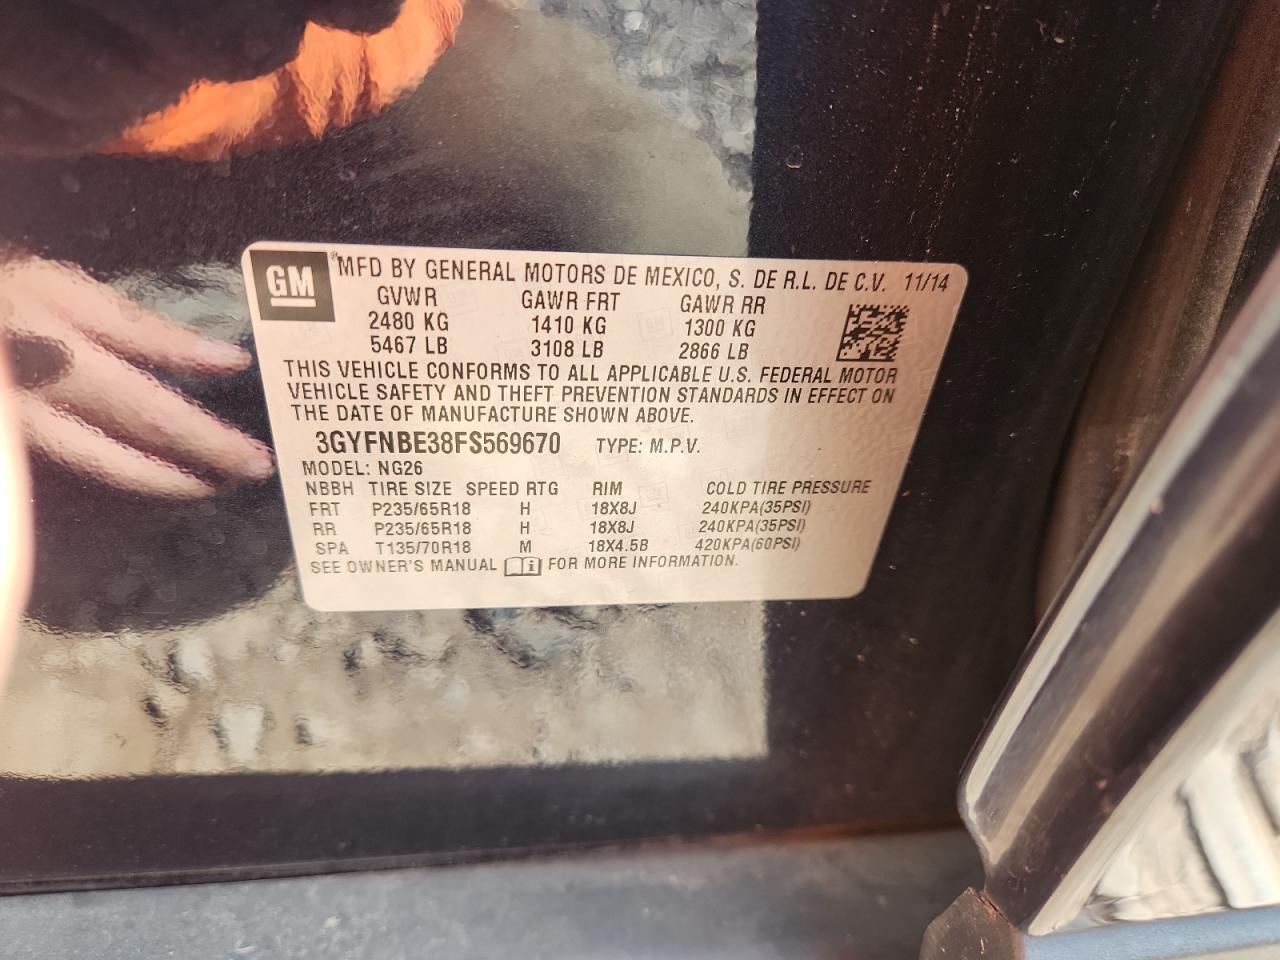 GM ®MFD BY GENERAL MOTORS DE MEXICO, S. DE R.L. DE C.V. 11/14
GVWR GAWR FRT GAWR RR
2480 KG 1410 KG 1300 KG
5467 LB 3108 LB 2866 LB
THIS VEHICLE CONFORMS TO ALL APPLICABLE U.S. FEDERAL MOTOR
VEHICLE SAFETY AND THEFT PREVENTION STANDARDS IN EFFECT ON
THE DATE OF MANUFACTURE SHOWN ABOVE.
3GYFNBE38FS569670 TYPE: M.P.V.
MODEL: NG26
NBBH TIRE SIZE SPEED RTG RIM COLD TIRE PRESSURE
FRT P235/65R18 H 18X8J 240KPA(35PSI)
RR P235/65R18 H 18X8J 240KPA(35PSI)
SPA T135/70R18 M 18X4.5B 420KPA(60PSI)
SEE OWNER'S MANUAL i FOR MORE INFORMATION.